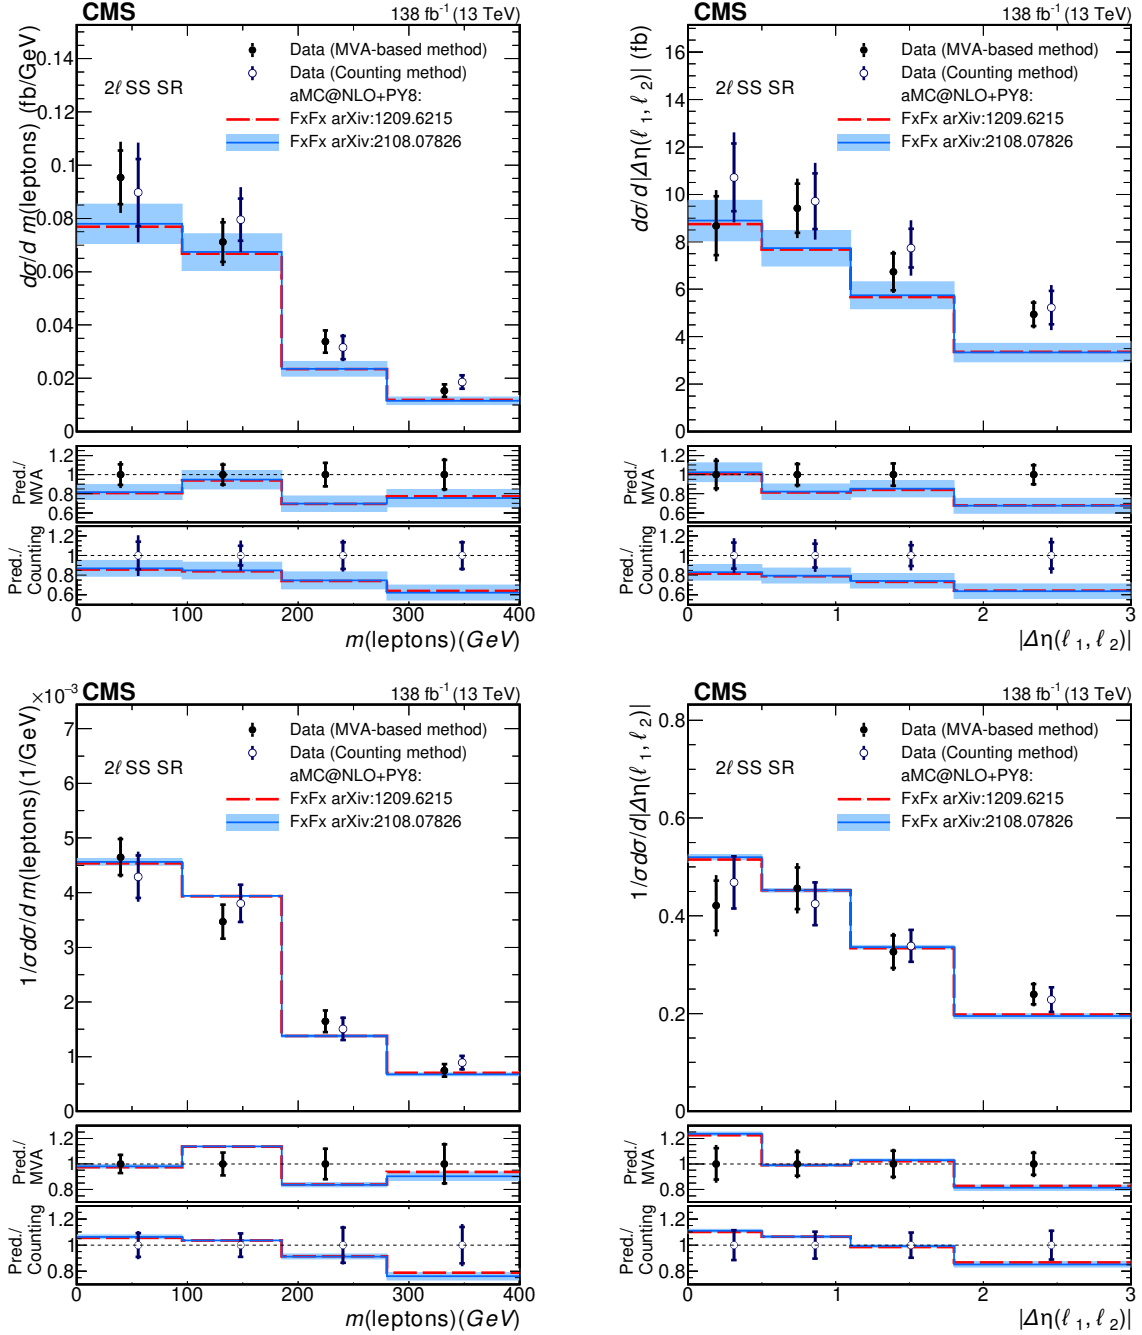 CMS 138 fb⁻¹ (13 TeV)
dσ/d m(leptons) (fb/GeV)
0.14
0.12
0.1
0.08
0.06
0.04
0.02
0
2ℓ SS SR
Data (MVA-based method)
Data (Counting method)
aMC@NLO+PY8:
FxFx arXiv:1209.6215
FxFx arXiv:2108.07826
Pred./
MVA
1.2
1
0.8
0.6
Pred./
Counting
1.2
1
0.8
0.6
0 100 200 300 400
m(leptons)(GeV)
CMS 138 fb⁻¹ (13 TeV)
dσ/d|Δη(ℓ₁, ℓ₂)| (fb)
16
14
12
10
8
6
4
2
0
2ℓ SS SR
Data (MVA-based method)
Data (Counting method)
aMC@NLO+PY8:
FxFx arXiv:1209.6215
FxFx arXiv:2108.07826
Pred./
MVA
1.2
1
0.8
0.6
Pred./
Counting
1.2
1
0.8
0.6
0 1 2 3
|Δη(ℓ₁, ℓ₂)|
×10⁻³ CMS 138 fb⁻¹ (13 TeV)
1/σ dσ/d m(leptons) (1/GeV)
7
6
5
4
3
2
1
0
2ℓ SS SR
Data (MVA-based method)
Data (Counting method)
aMC@NLO+PY8:
FxFx arXiv:1209.6215
FxFx arXiv:2108.07826
Pred./
MVA
1.2
1
0.8
Pred./
Counting
1.2
1
0.8
0 100 200 300 400
m(leptons)(GeV)
CMS 138 fb⁻¹ (13 TeV)
1/σ dσ/d|Δη(ℓ₁, ℓ₂)|
0.8
0.6
0.4
0.2
0
2ℓ SS SR
Data (MVA-based method)
Data (Counting method)
aMC@NLO+PY8:
FxFx arXiv:1209.6215
FxFx arXiv:2108.07826
Pred./
MVA
1.2
1
0.8
Pred./
Counting
1.2
1
0.8
0 1 2 3
|Δη(ℓ₁, ℓ₂)|